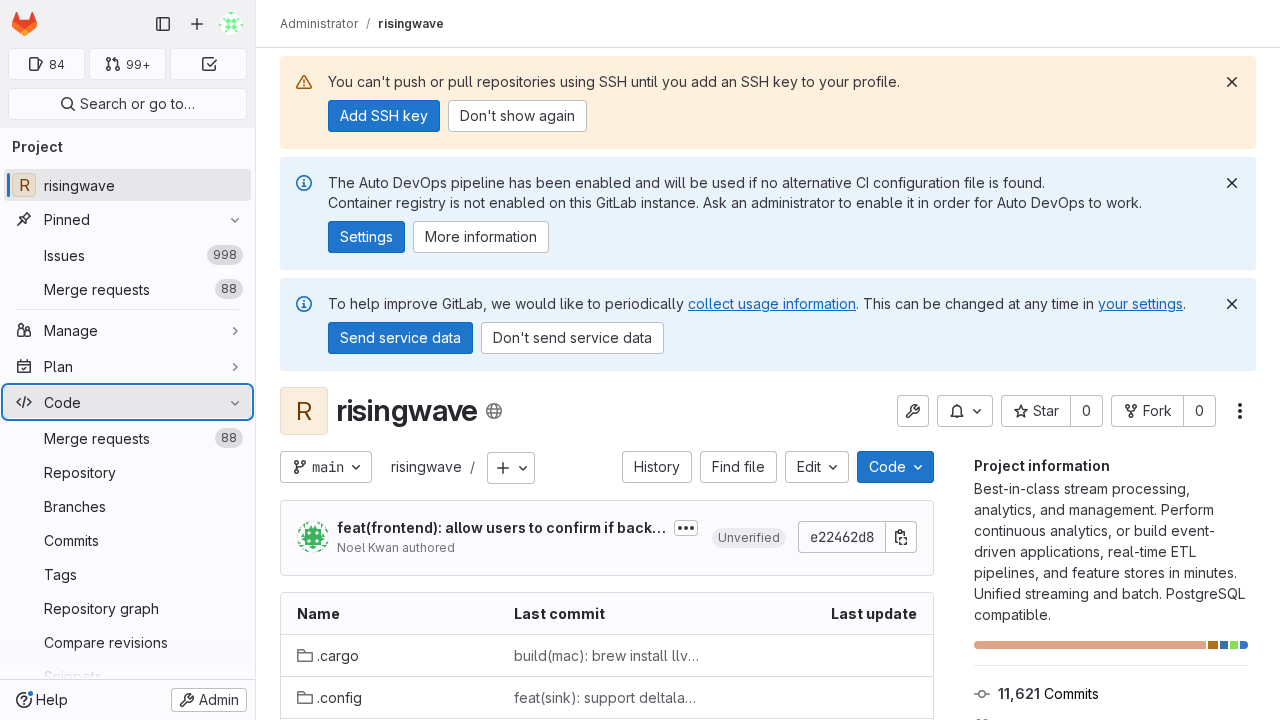 Administrator / risingwave
84
99+
Search or go to…
Project
R risingwave
Pinned
Issues 998
Merge requests 88
Manage
Plan
Code
Merge requests 88
Repository
Branches
Commits
Tags
Repository graph
Compare revisions
Snippets
Help
Admin
You can't push or pull repositories using SSH until you add an SSH key to your profile.
Add SSH key
Don't show again
The Auto DevOps pipeline has been enabled and will be used if no alternative CI configuration file is found.
Container registry is not enabled on this GitLab instance. Ask an administrator to enable it in order for Auto DevOps to work.
Settings
More information
To help improve GitLab, we would like to periodically collect usage information. This can be changed at any time in your settings.
Send service data
Don't send service data
R risingwave
Star 0
Fork 0
main
risingwave /
History
Find file
Edit
Code
feat(frontend): allow users to confirm if back…
Noel Kwan authored
Unverified
e22462d8
Name Last commit Last update
.cargo build(mac): brew install llv…
.config feat(sink): support deltala…
Project information
Best-in-class stream processing,
analytics, and management. Perform
continuous analytics, or build event-
driven applications, real-time ETL
pipelines, and feature stores in minutes.
Unified streaming and batch. PostgreSQL
compatible.
11,621 Commits